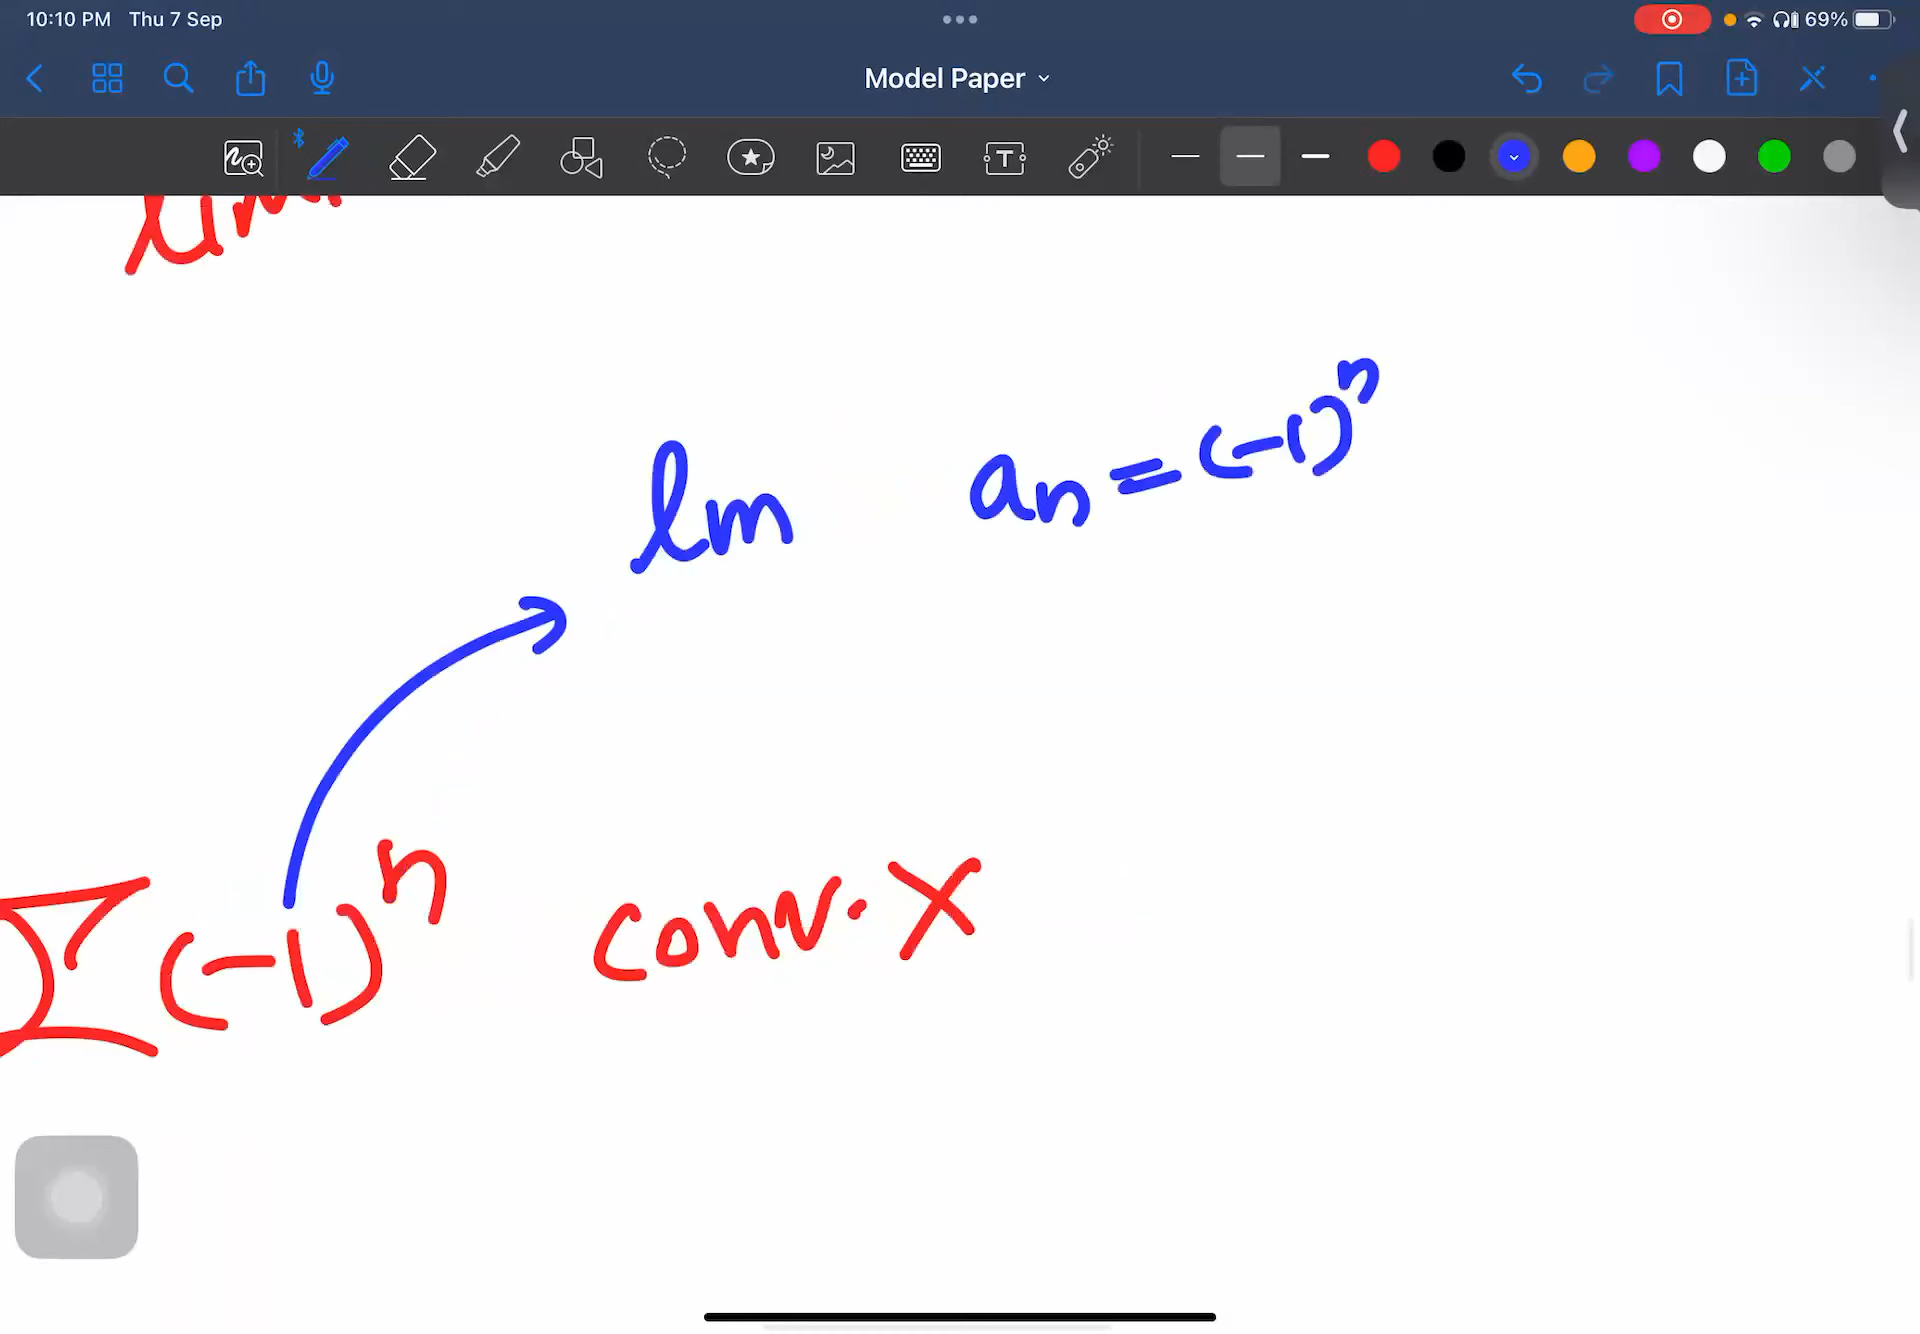 10:10 PM Thu 7 Sep
69%
Model Paper
T
lm aₙ = (-1)ⁿ
Σ (-1)ⁿ conv. X